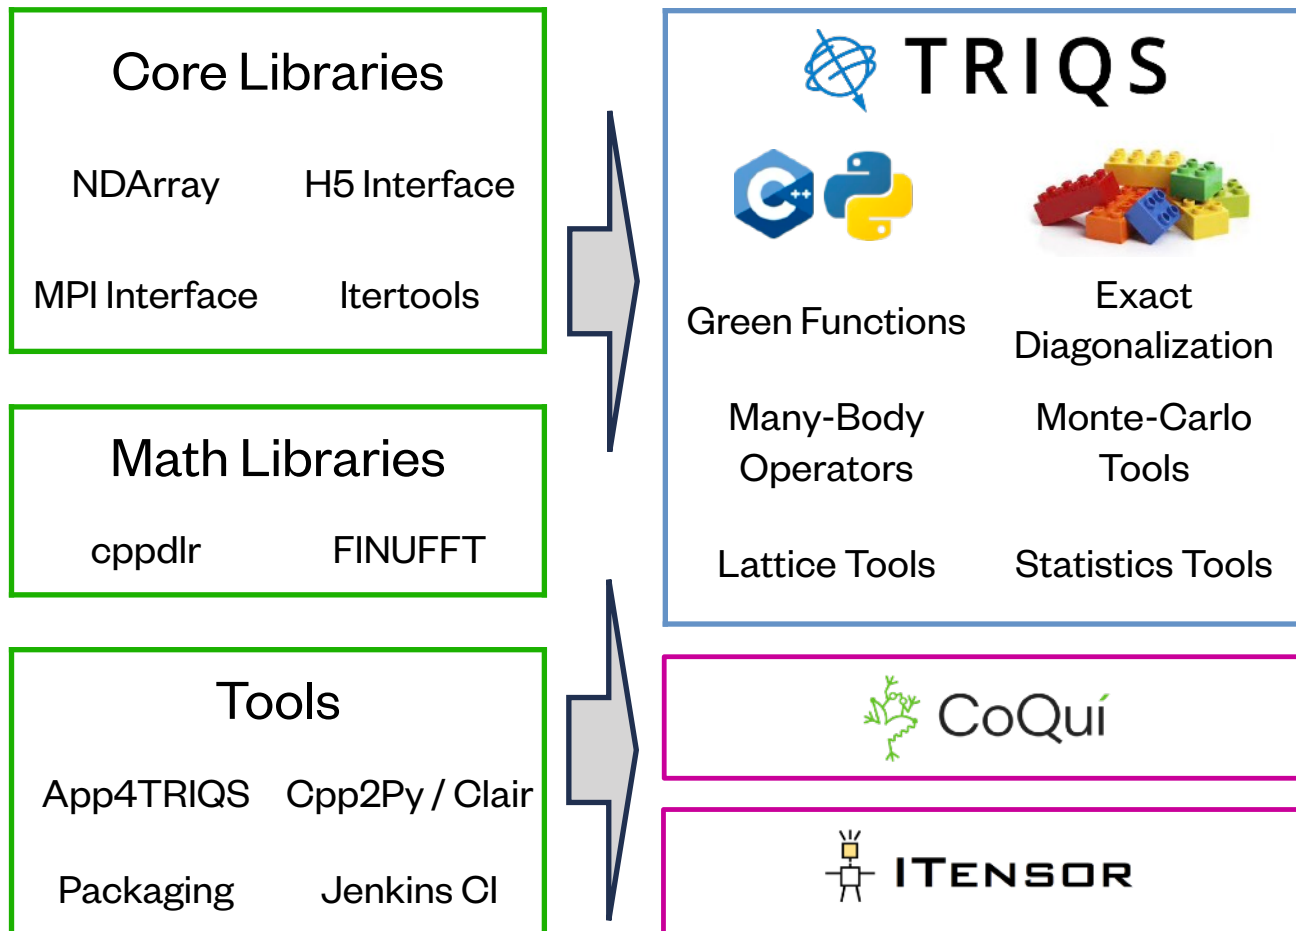 Core Libraries
NDArray
H5 Interface
MPI Interface
Itertools
Math Libraries
cppdlr
FINUFFT
Tools
App4TRIQS
Cpp2Py / Clair
Packaging
Jenkins CI
TRIQS
C++
Green Functions
Exact
Diagonalization
Many-Body
Operators
Monte-Carlo
Tools
Lattice Tools
Statistics Tools
CoQuí
ITENSOR